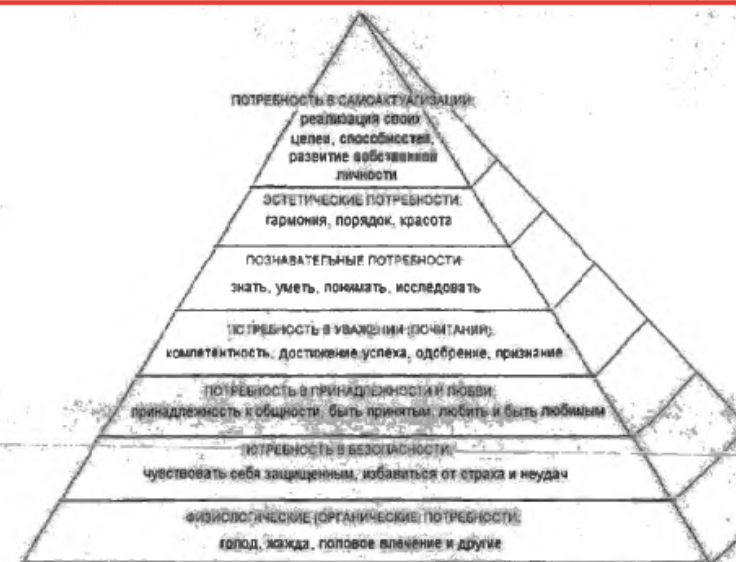 ПОТРЕБНОСТЬ В САМОАКТУАЛИЗАЦИИ:
реализация своих
целей, способностей,
развитие собственной
личности
ЭСТЕТИЧЕСКИЕ ПОТРЕБНОСТИ:
гармония, порядок, красота
ПОЗНАВАТЕЛЬНЫЕ ПОТРЕБНОСТИ:
знать, уметь, понимать, исследовать
ПОТРЕБНОСТЬ В УВАЖЕНИИ (ПОЧИТАНИИ):
компетентность, достижение успеха, одобрение, признание
ПОТРЕБНОСТЬ В ПРИНАДЛЕЖНОСТИ И ЛЮБВИ:
принадлежность к общности, быть принятым, любить и быть любимым
ПОТРЕБНОСТЬ В БЕЗОПАСНОСТИ:
чувствовать себя защищенным, избавиться от страха и неудач
ФИЗИОЛОГИЧЕСКИЕ (ОРГАНИЧЕСКИЕ) ПОТРЕБНОСТИ:
голод, жажда, половое влечение и другие